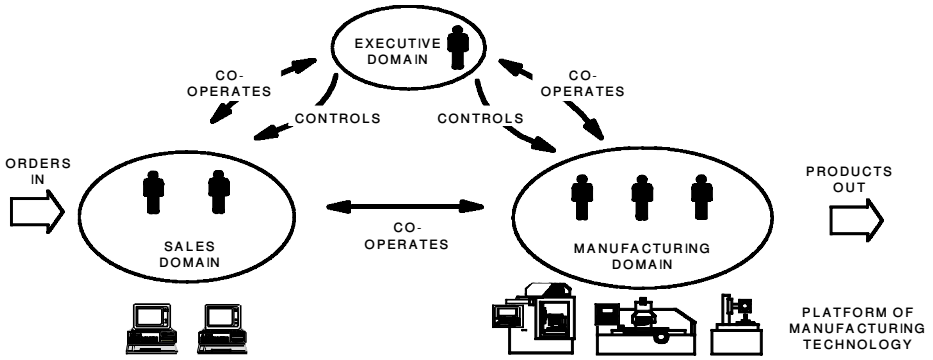 EXECUTIVE
DOMAIN
CO-
OPERATES
CO-
OPERATES
CONTROLS
CONTROLS
ORDERS
IN
PRODUCTS
OUT
SALES
DOMAIN
CO-
OPERATES
MANUFACTURING
DOMAIN
PLATFORM OF
MANUFACTURING
TECHNOLOGY